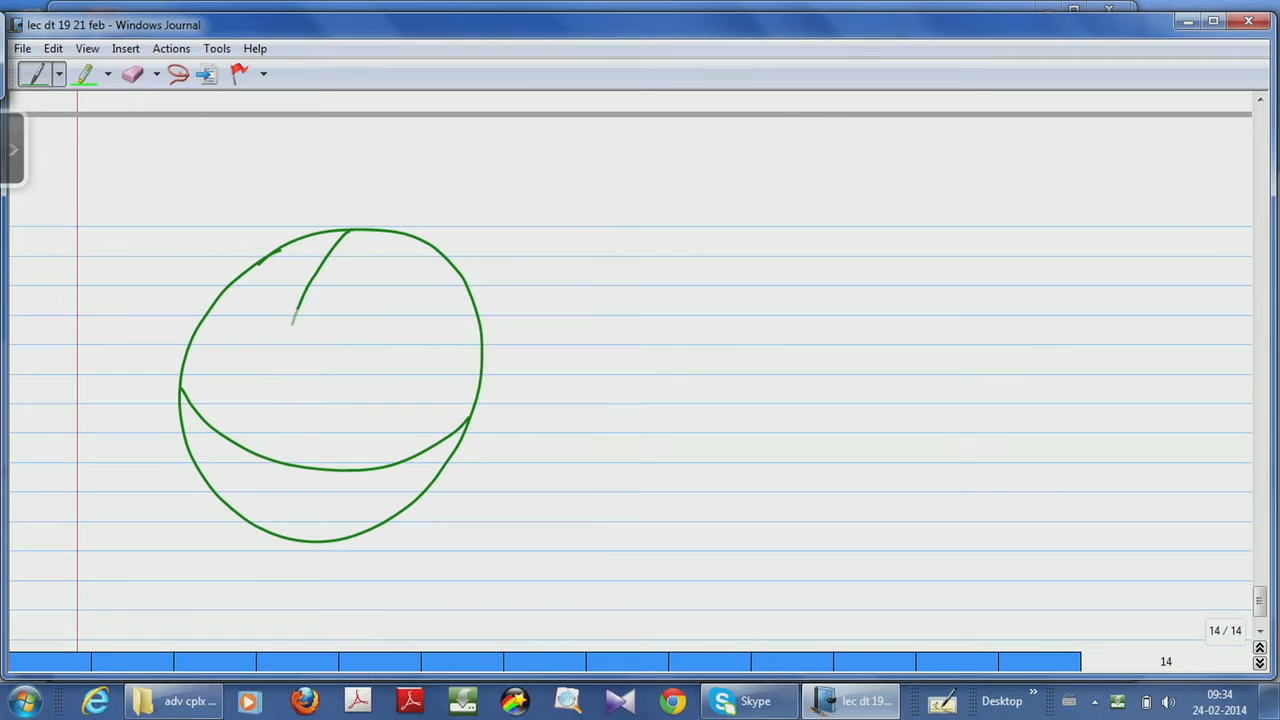 lec dt 19 21 feb - Windows Journal
File Edit View Insert Actions Tools Help
14 / 14
14
adv cplx ...
Skype
lec dt 19...
Desktop
09:34
24-02-2014